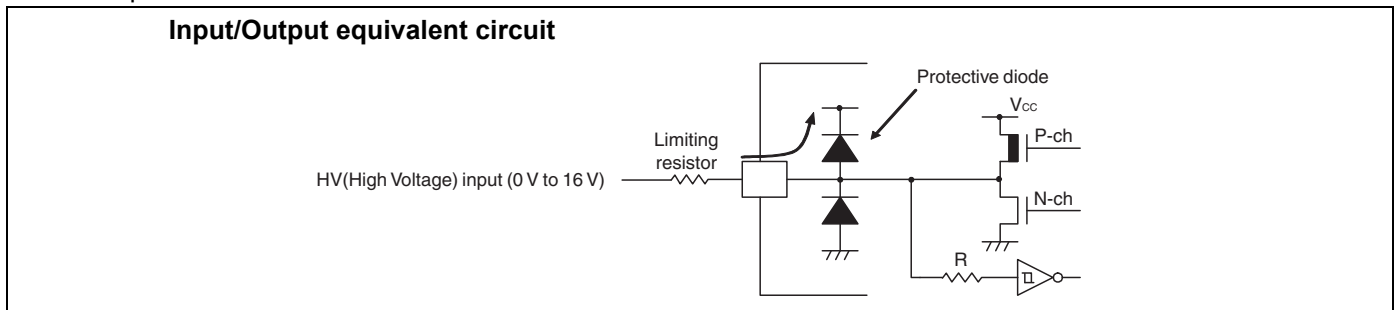 Input/Output equivalent circuit
Protective diode
Vcc
P-ch
Limiting
resistor
HV(High Voltage) input (0 V to 16 V)
N-ch
R